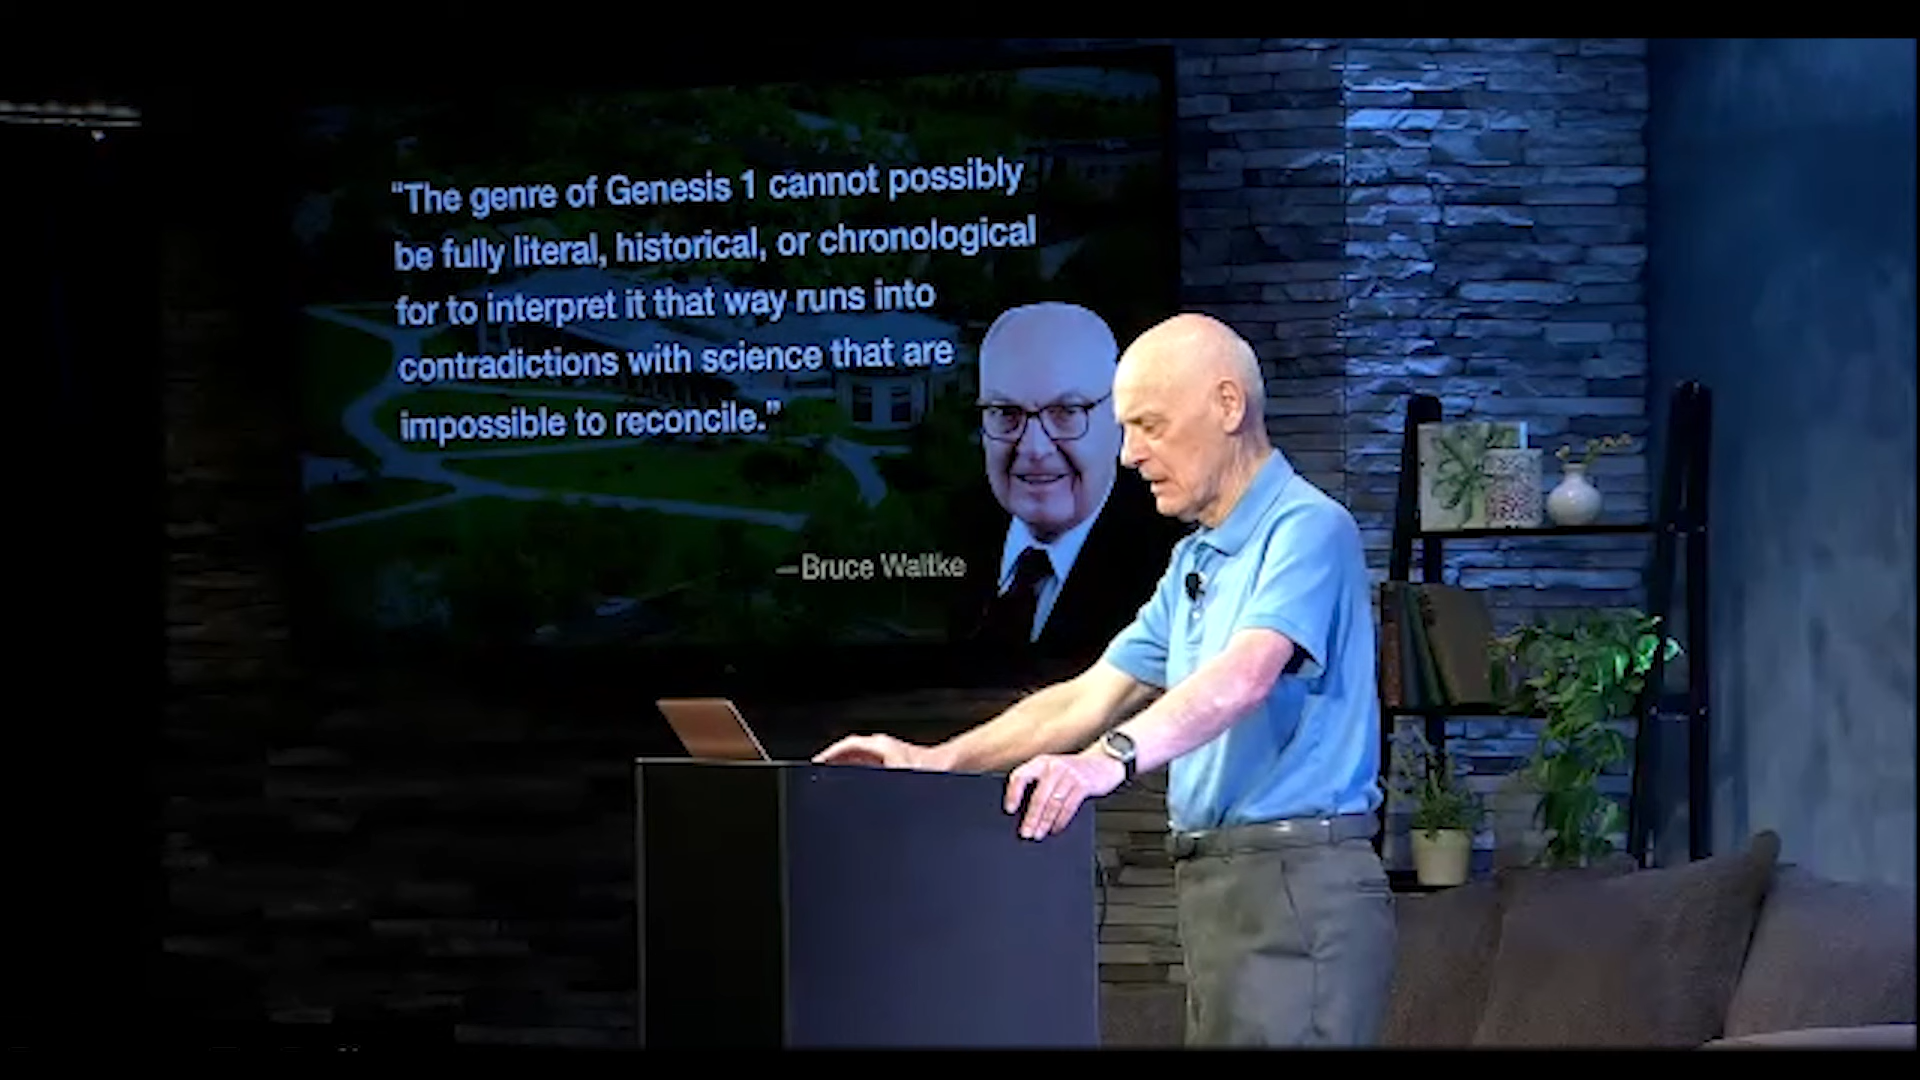 “The genre of Genesis 1 cannot possibly
be fully literal, historical, or chronological
for to interpret it that way runs into
contradictions with science that are
impossible to reconcile.”
—Bruce Waltke